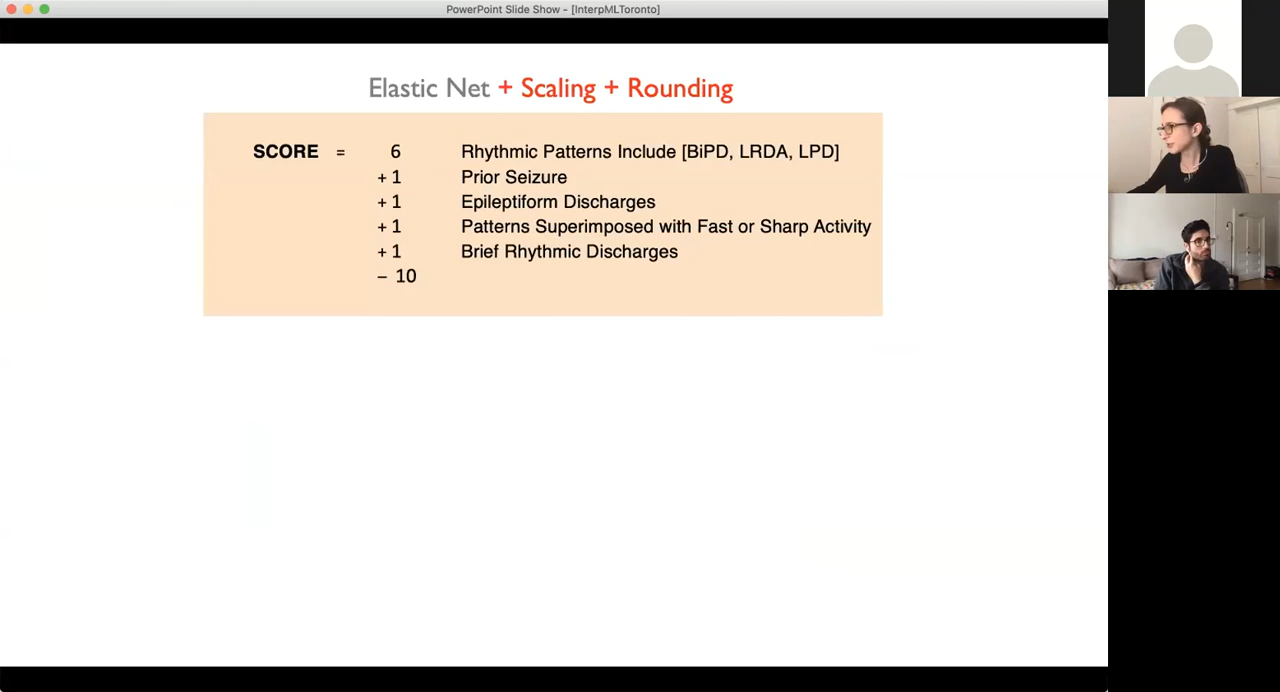 PowerPoint Slide Show - [InterpMLToronto]
Elastic Net + Scaling + Rounding
SCORE = 6 Rhythmic Patterns Include [BiPD, LRDA, LPD]
+ 1 Prior Seizure
+ 1 Epileptiform Discharges
+ 1 Patterns Superimposed with Fast or Sharp Activity
+ 1 Brief Rhythmic Discharges
– 10